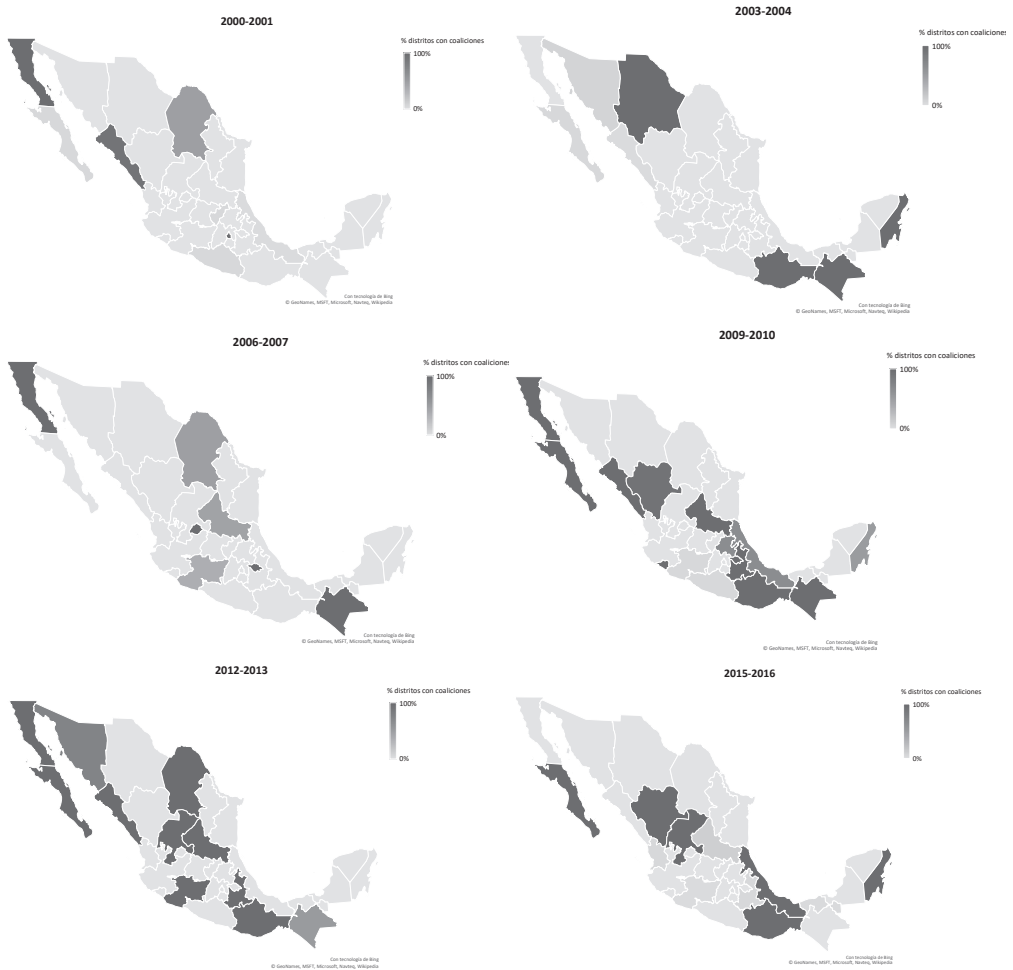 2000-2001
% distritos con coaliciones
100%
0%
Con tecnología de Bing
© GeoNames, MSFT, Microsoft, Navteq, Wikipedia
2003-2004
% distritos con coaliciones
100%
0%
Con tecnología de Bing
© GeoNames, MSFT, Microsoft, Navteq, Wikipedia
2006-2007
% distritos con coaliciones
100%
0%
Con tecnología de Bing
© GeoNames, MSFT, Microsoft, Navteq, Wikipedia
2009-2010
% distritos con coaliciones
100%
0%
Con tecnología de Bing
© GeoNames, MSFT, Microsoft, Navteq, Wikipedia
2012-2013
% distritos con coaliciones
100%
0%
Con tecnología de Bing
© GeoNames, MSFT, Microsoft, Navteq, Wikipedia
2015-2016
% distritos con coaliciones
100%
0%
Con tecnología de Bing
© GeoNames, MSFT, Microsoft, Navteq, Wikipedia